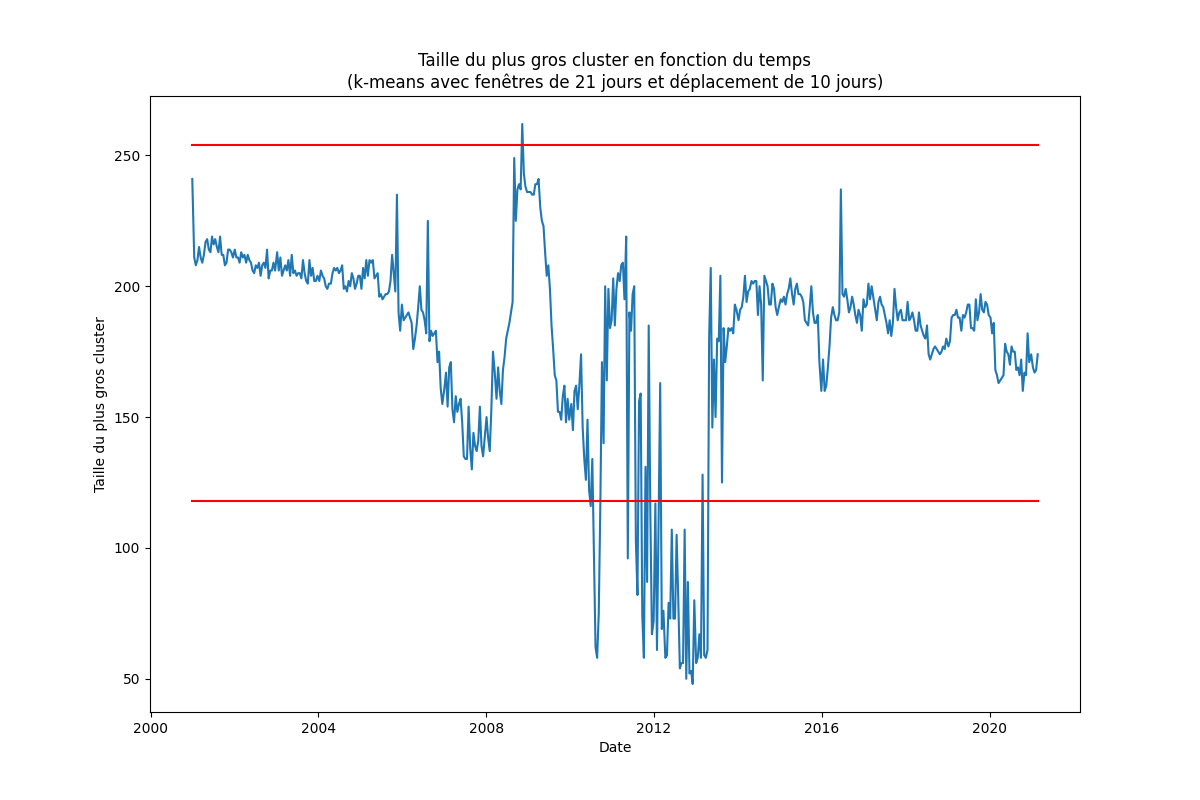 Taille du plus gros cluster en fonction du temps
(k-means avec fenêtres de 21 jours et déplacement de 10 jours)
Taille du plus gros cluster
250
200
150
100
50
2000
2004
2008
2012
2016
2020
Date